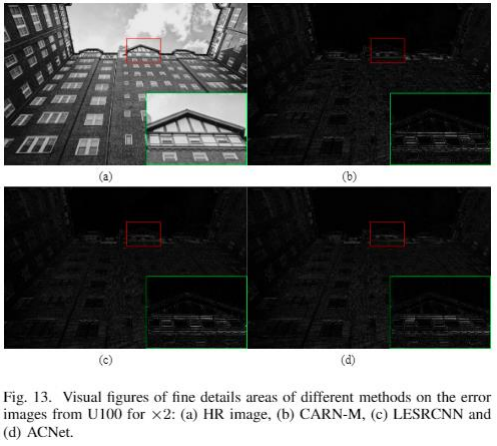 (a)
(b)
(c)
(d)
Fig. 13. Visual figures of fine details areas of different methods on the error
images from U100 for ×2: (a) HR image, (b) CARN-M, (c) LESRCNN and
(d) ACNet.